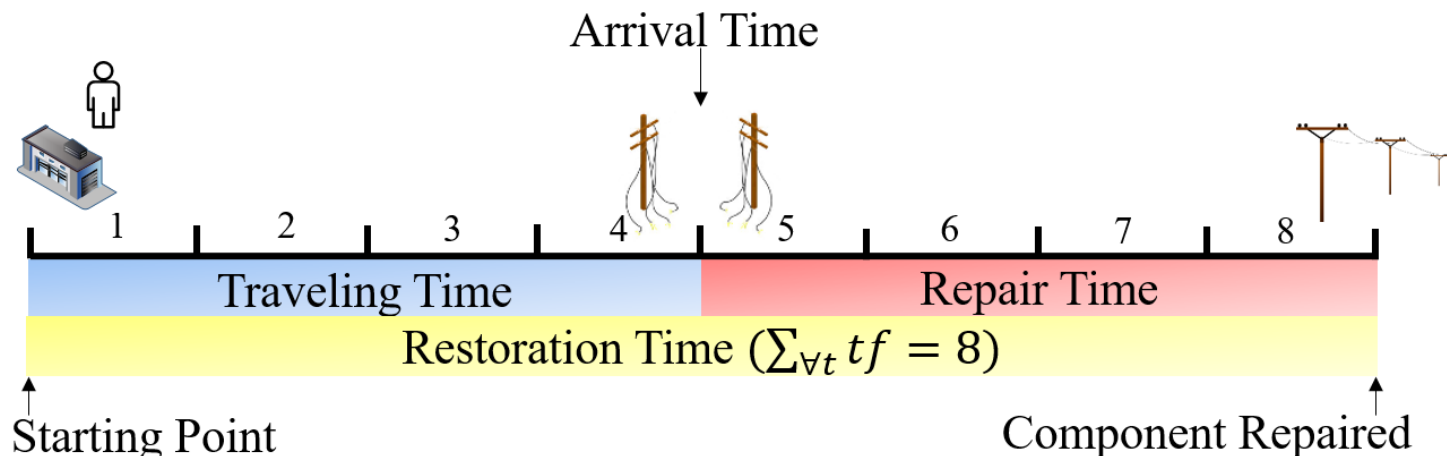 Arrival Time
1 2 3 4 5 6 7 8
Traveling Time Repair Time
Restoration Time (∑∀t tf = 8)
Starting Point Component Repaired